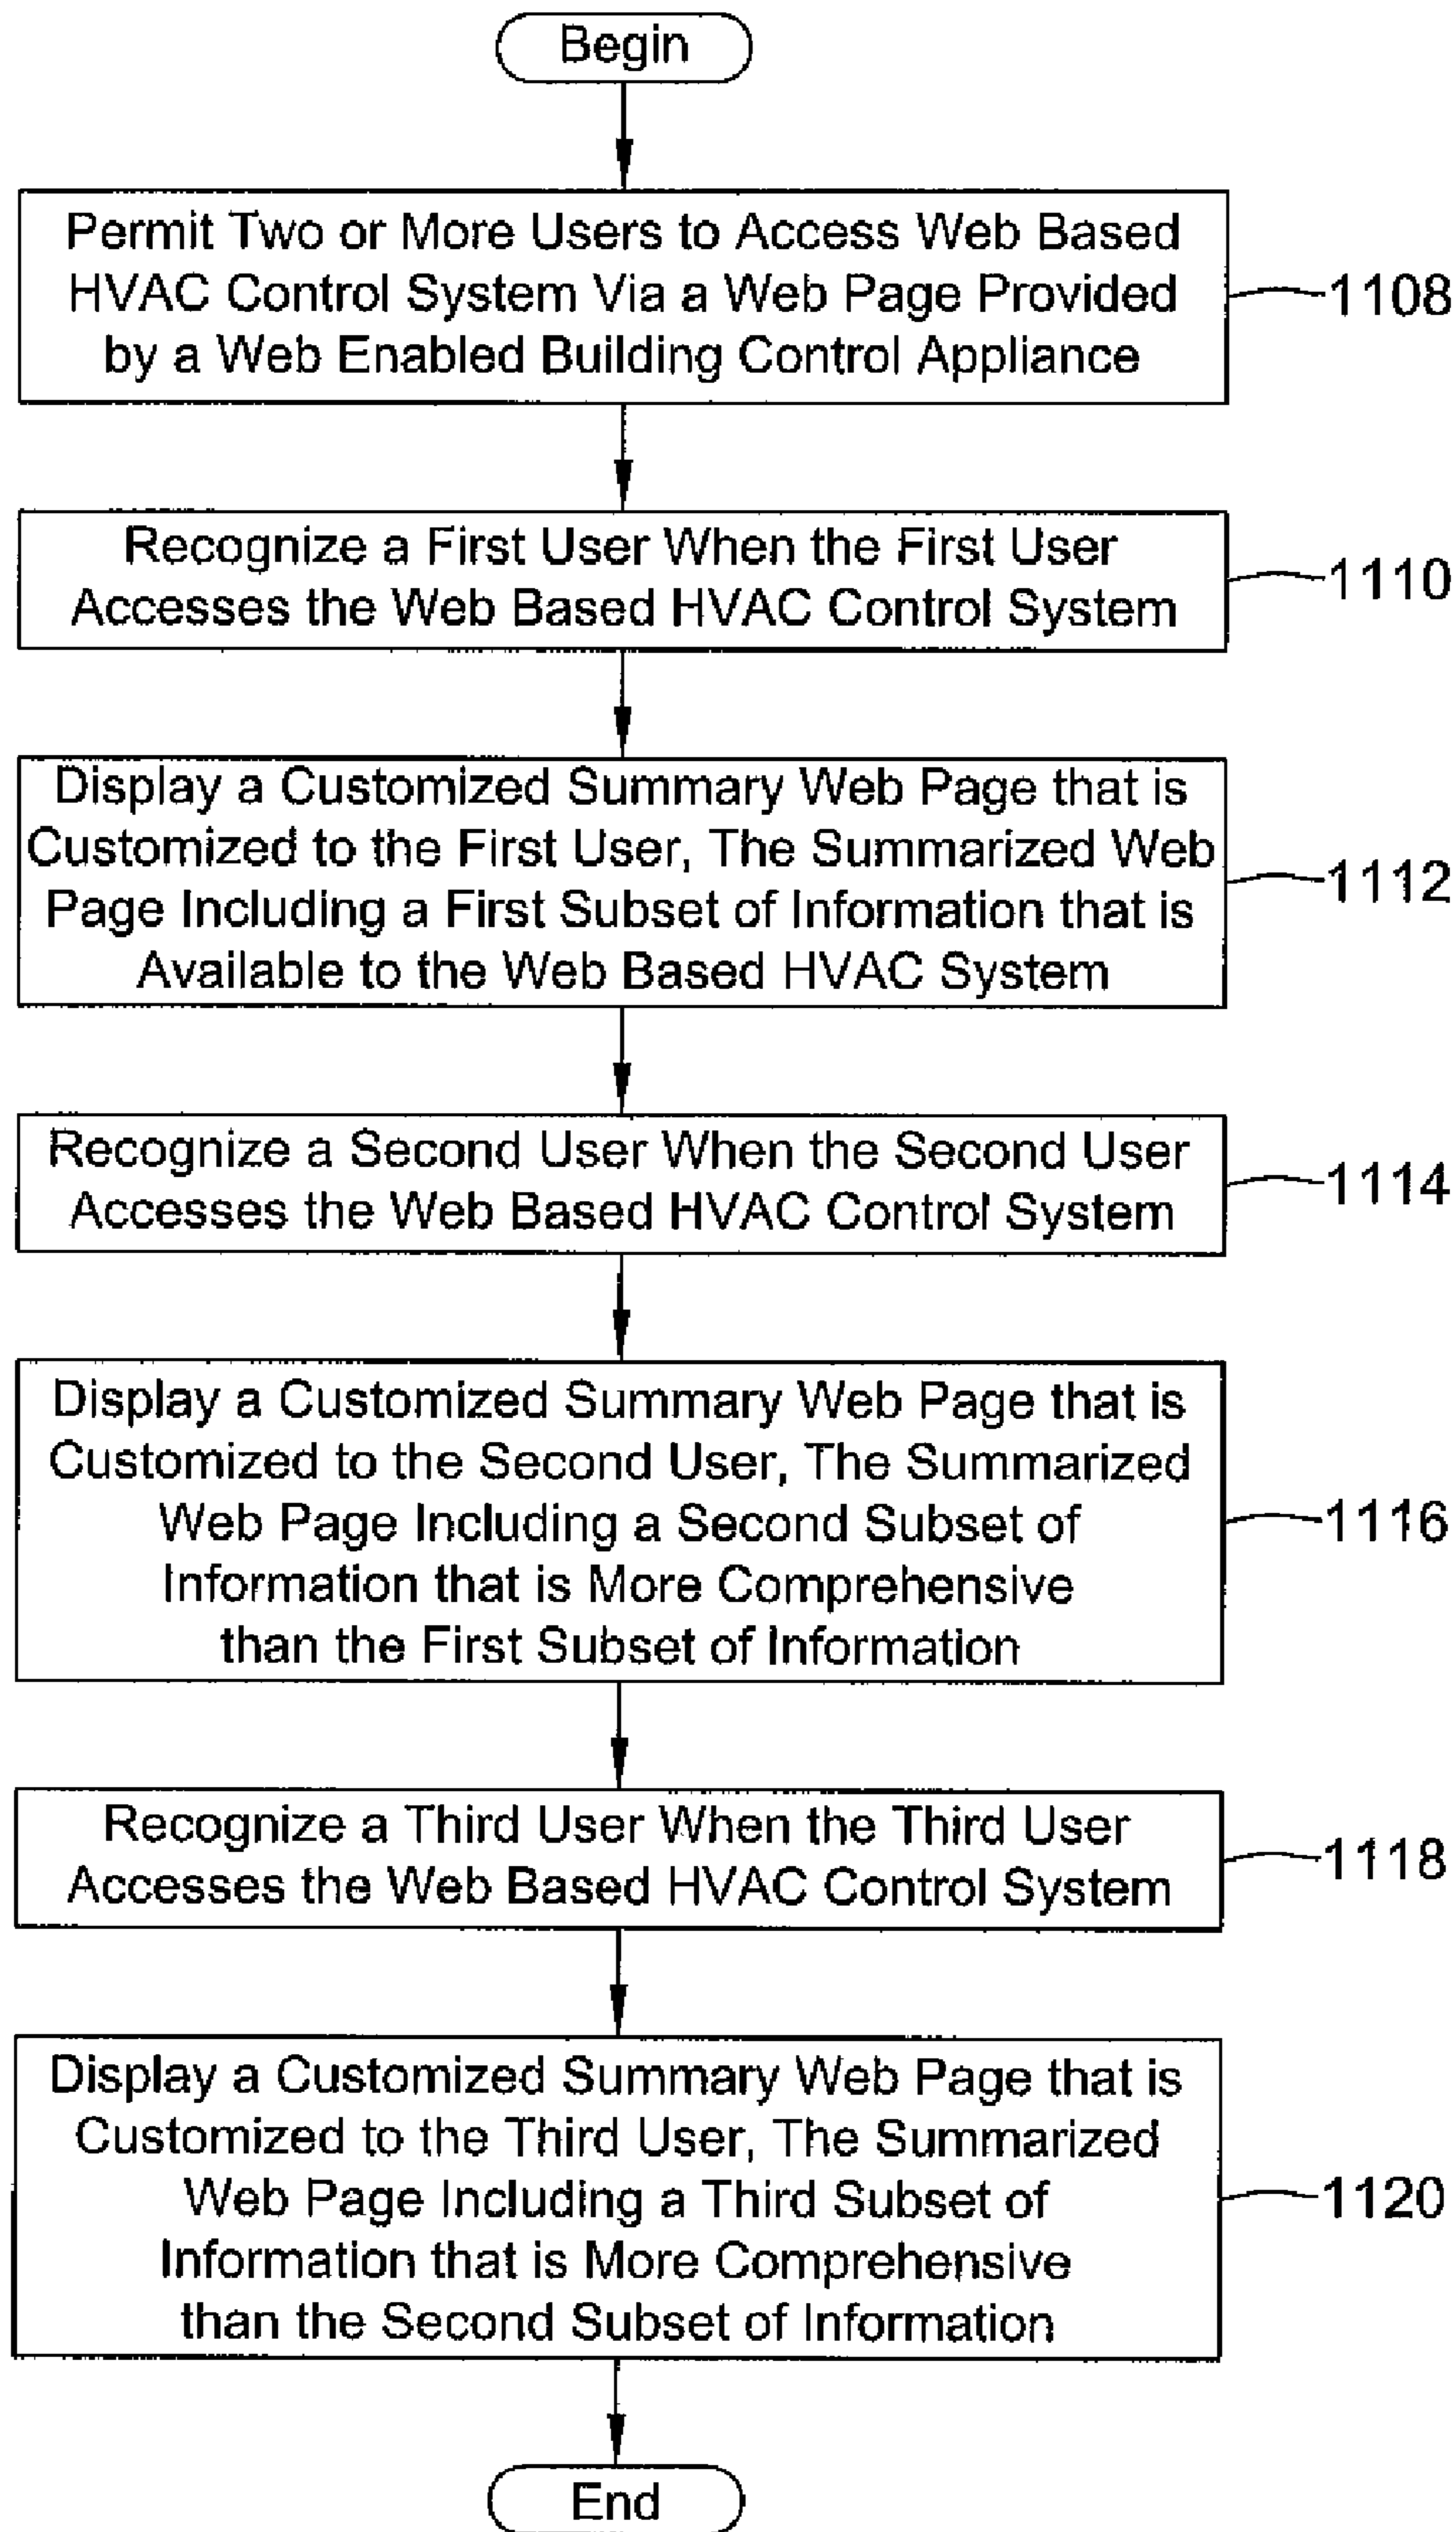 Begin
Permit Two or More Users to Access Web Based
HVAC Control System Via a Web Page Provided
by a Web Enabled Building Control Appliance
1108
Recognize a First User When the First User
Accesses the Web Based HVAC Control System
1110
Display a Customized Summary Web Page that is
Customized to the First User, The Summarized Web
Page Including a First Subset of Information that is
Available to the Web Based HVAC System
1112
Recognize a Second User When the Second User
Accesses the Web Based HVAC Control System
1114
Display a Customized Summary Web Page that is
Customized to the Second User, The Summarized
Web Page Including a Second Subset of
Information that is More Comprehensive
than the First Subset of Information
1116
Recognize a Third User When the Third User
Accesses the Web Based HVAC Control System
1118
Display a Customized Summary Web Page that is
Customized to the Third User, The Summarized
Web Page Including a Third Subset of
Information that is More Comprehensive
than the Second Subset of Information
1120
End